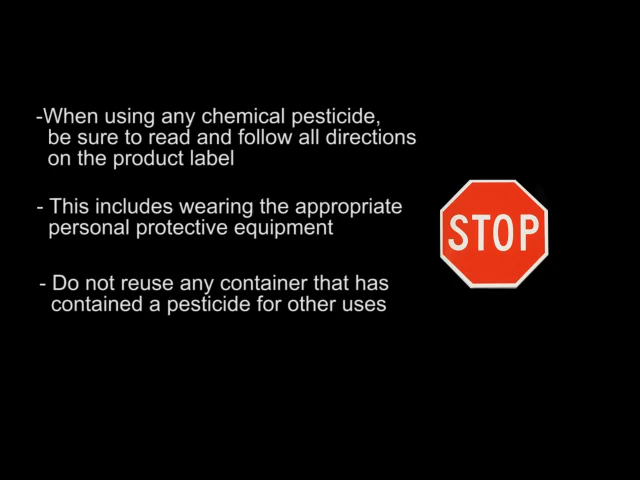 -When using any chemical pesticide,
be sure to read and follow all directions
on the product label
- This includes wearing the appropriate
personal protective equipment
- Do not reuse any container that has
contained a pesticide for other uses
STOP